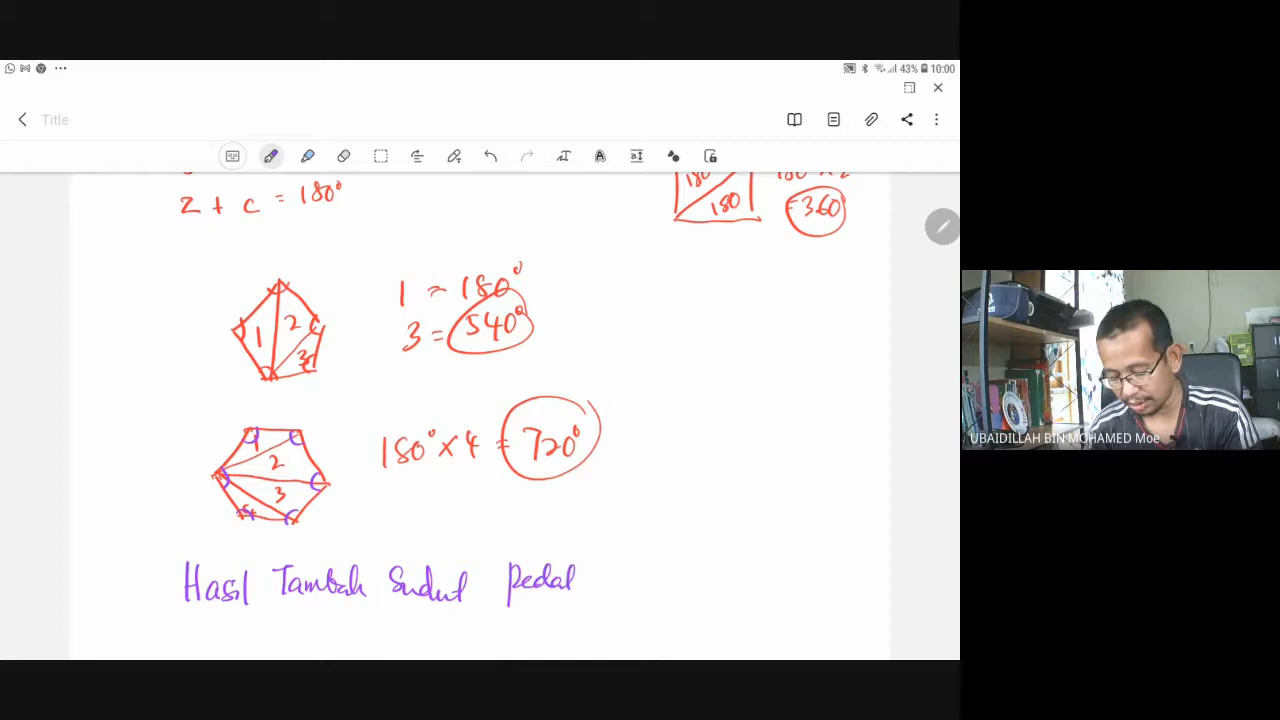 43% 10:00
Title
180
180 × 2
2 + c = 180°
180
=360
1 = 180°
3 = 540°
1
2
3
180° × 4 = 720°
1
2
3
4
Hasil Tambah Sudut Pedal
UBAIDILLAH BIN MOHAMED Moe